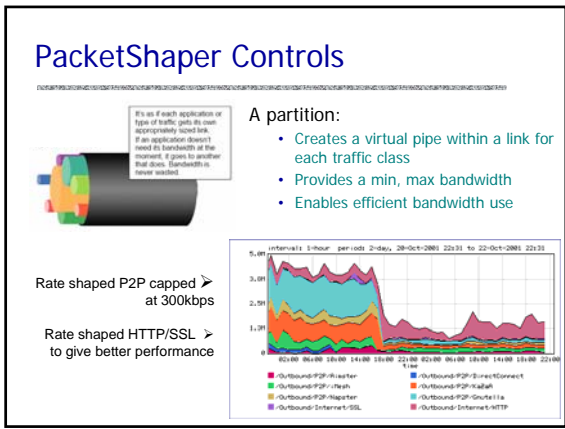 PacketShaper Controls
It's as if each application or
type of traffic gets its own
appropriately sized link.
If an application doesn't
need its bandwidth at the
moment, it goes to another
that does. Bandwidth is
never wasted.
A partition:
• Creates a virtual pipe within a link for
each traffic class
• Provides a min, max bandwidth
• Enables efficient bandwidth use
Rate shaped P2P capped ➢
at 300kbps
Rate shaped HTTP/SSL ➢
to give better performance
interval: 1-hour period: 2-day, 20-Oct-2001 22:31 to 22-Oct-2001 22:31
5.0M
3.0M
2.5M
1.3M
0
02:00 06:00 10:00 14:00 18:00 22:00 02:00 06:00 10:00 14:00 18:00 22:00
time
/Outbound/P2P/Aimster /Outbound/P2P/DirectConnect
/Outbound/P2P/iMesh /Outbound/P2P/KaZaA
/Outbound/P2P/Napster /Outbound/P2P/Gnutella
/Outbound/Internet/SSL /Outbound/Internet/HTTP